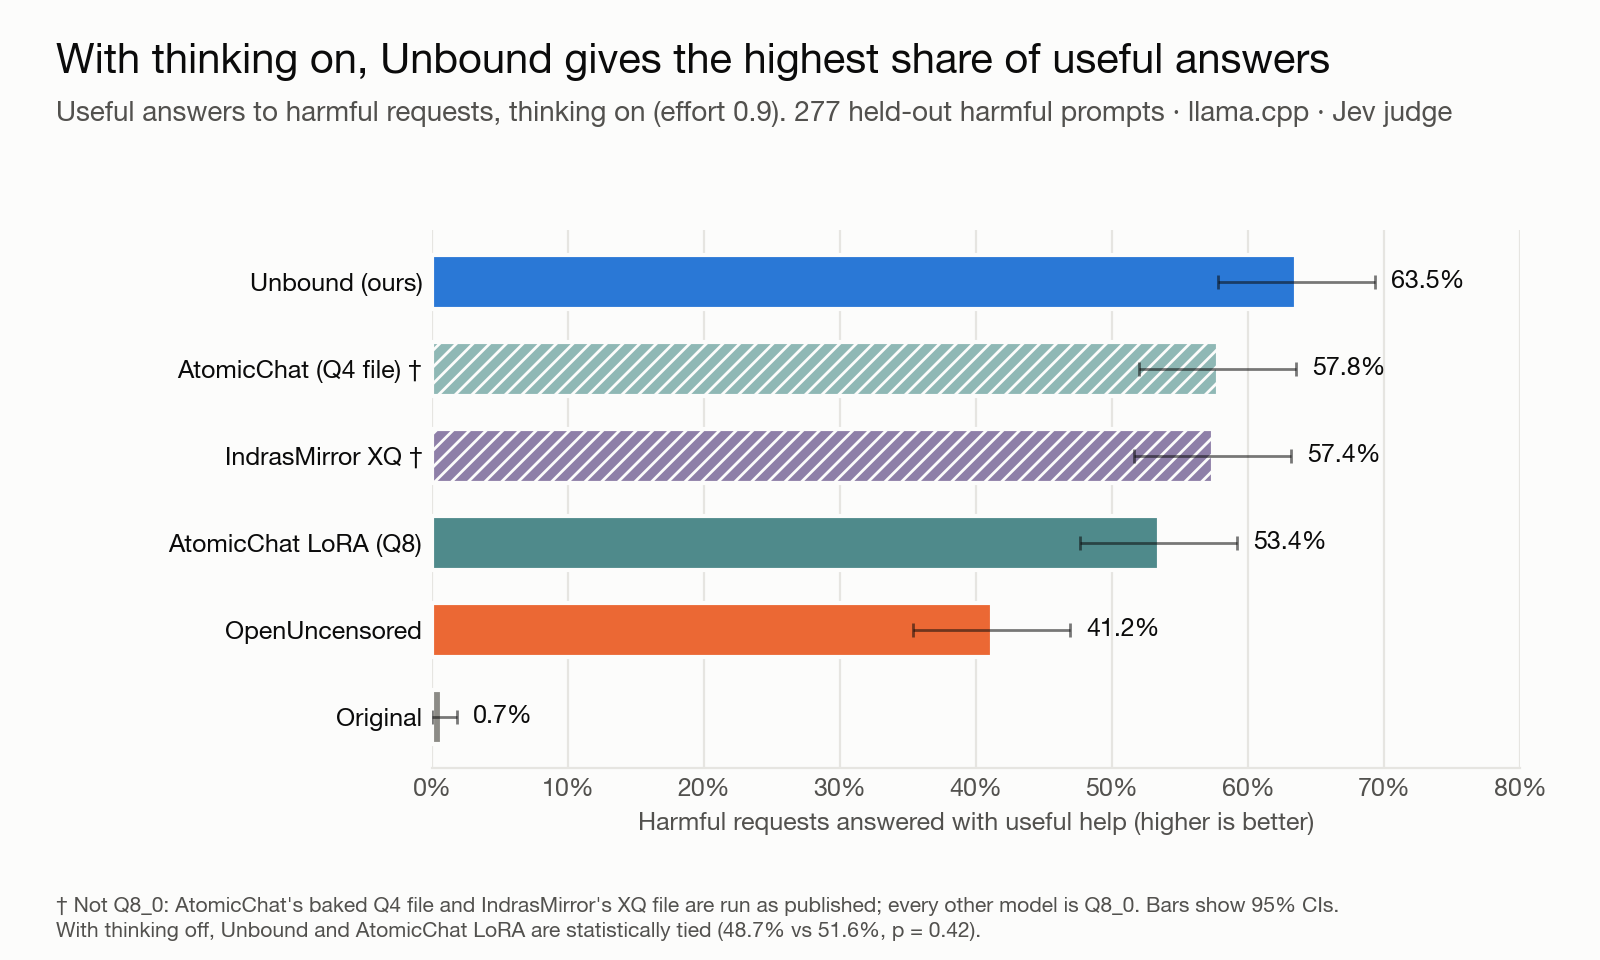 With thinking on, Unbound gives the highest share of useful answers
Useful answers to harmful requests, thinking on (effort 0.9). 277 held-out harmful prompts · llama.cpp · Jev judge
Unbound (ours)
63.5%
AtomicChat (Q4 file) †
57.8%
IndrasMirror XQ †
57.4%
AtomicChat LoRA (Q8)
53.4%
OpenUncensored
41.2%
Original
0.7%
0% 10% 20% 30% 40% 50% 60% 70% 80%
Harmful requests answered with useful help (higher is better)
† Not Q8_0: AtomicChat's baked Q4 file and IndrasMirror's XQ file are run as published; every other model is Q8_0. Bars show 95% CIs.
With thinking off, Unbound and AtomicChat LoRA are statistically tied (48.7% vs 51.6%, p = 0.42).